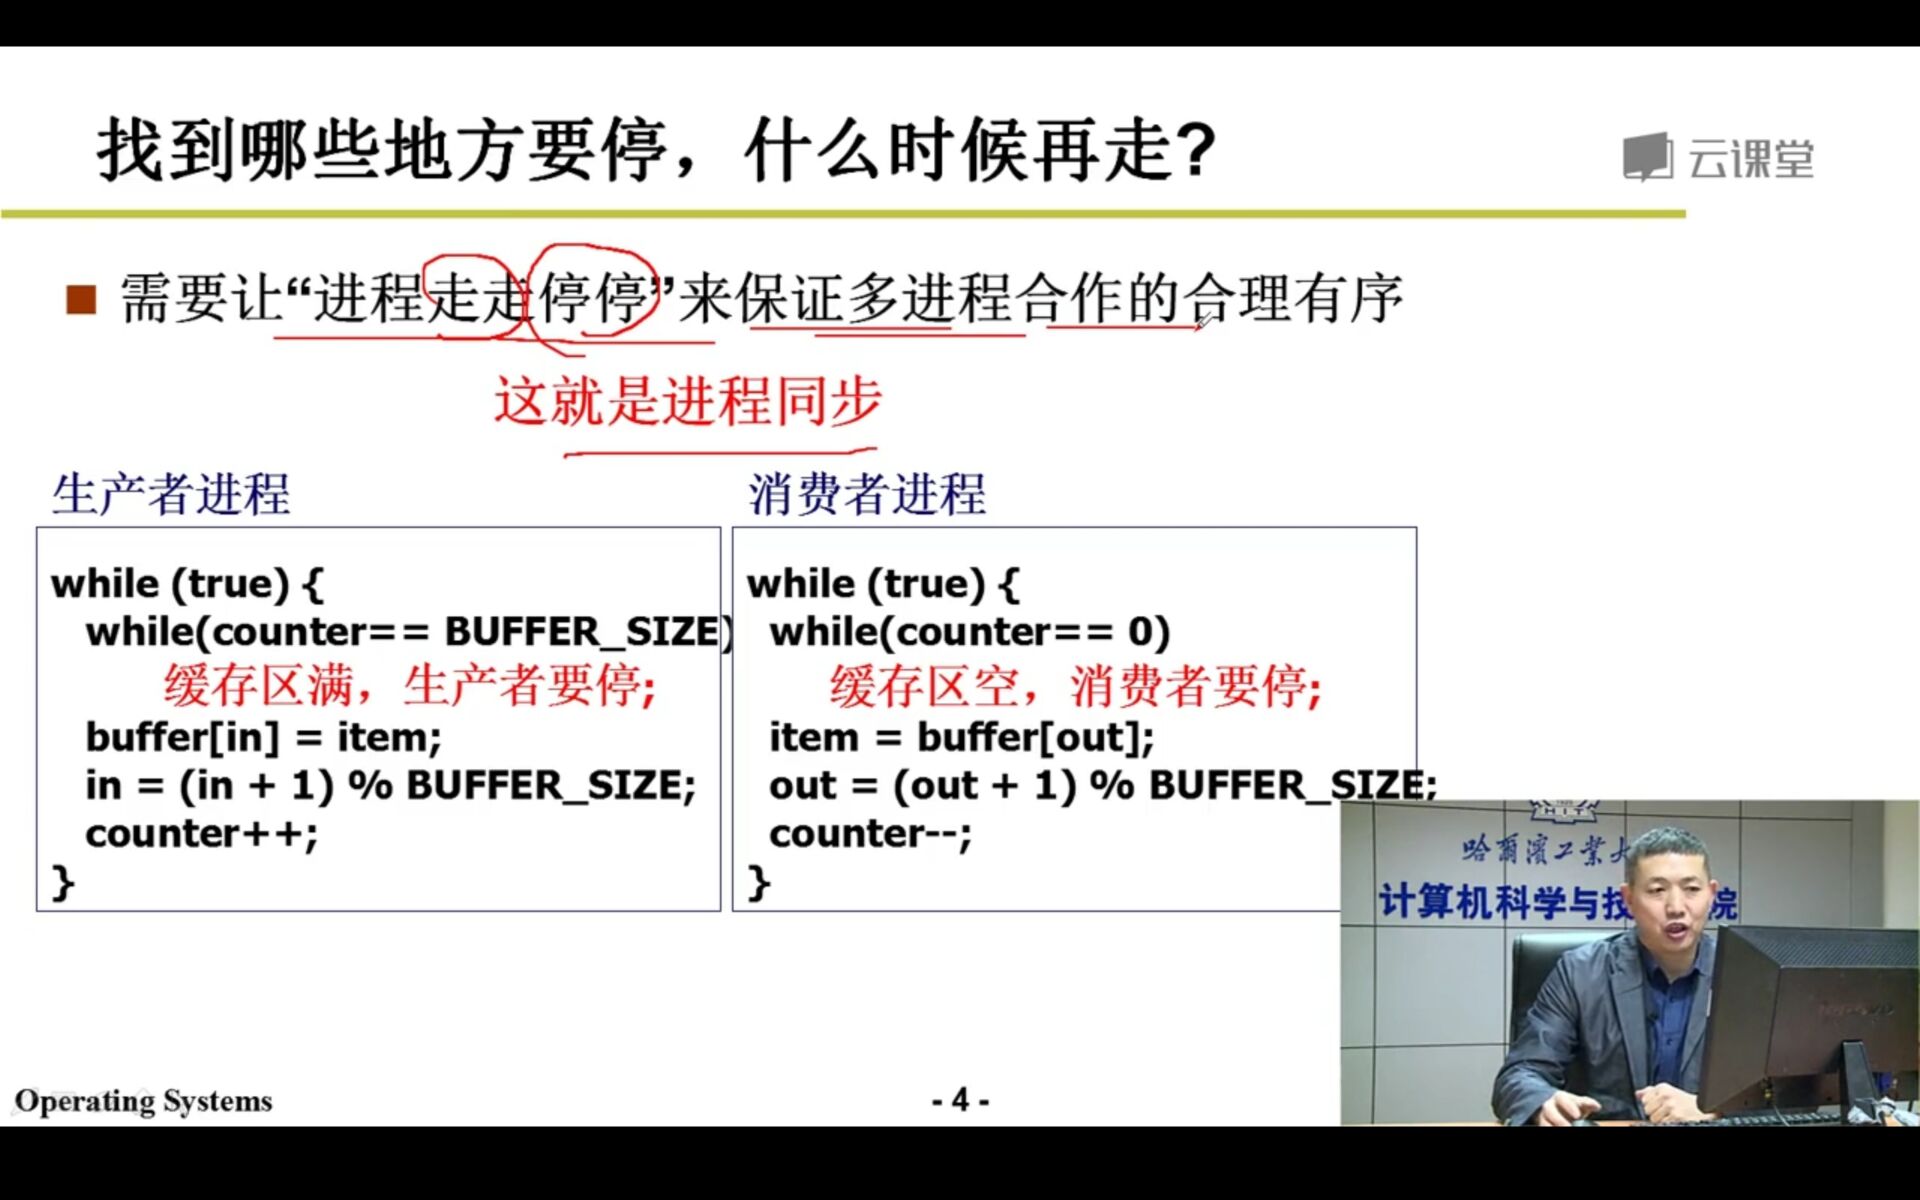 找到哪些地方要停，什么时候再走?
云课堂
需要让“进程走走停停”来保证多进程合作的合理有序
这就是进程同步
生产者进程
while (true) {
while(counter== BUFFER_SIZE)
缓存区满，生产者要停;
buffer[in] = item;
in = (in + 1) % BUFFER_SIZE;
counter++;
}
消费者进程
while (true) {
while(counter== 0)
缓存区空，消费者要停;
item = buffer[out];
out = (out + 1) % BUFFER_SIZE;
counter--;
}
哈爾濱工業大
计算机科学与技 院
Operating Systems
- 4 -